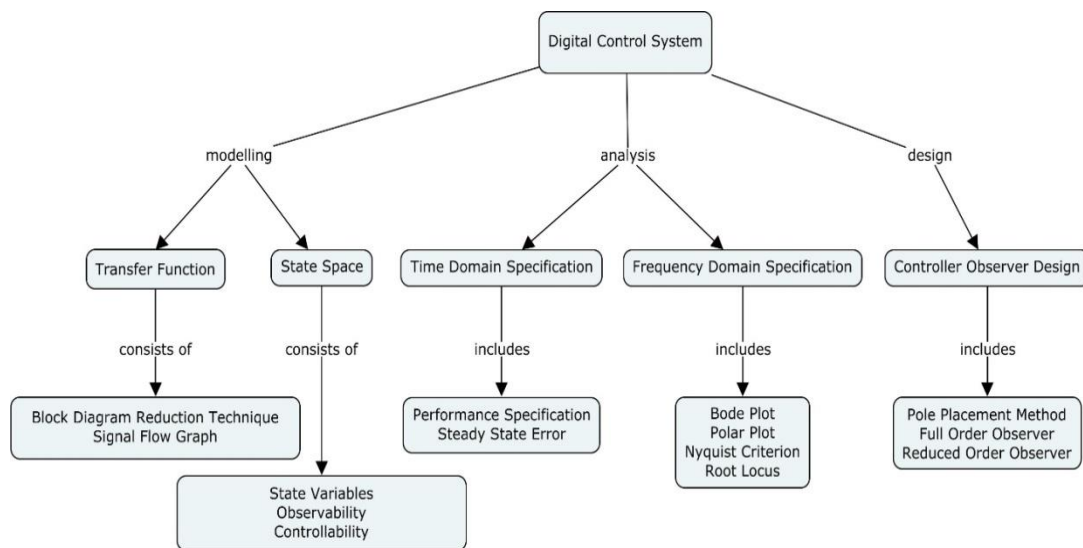 Digital Control System
modelling
analysis
design
Transfer Function
State Space
Time Domain Specification
Frequency Domain Specification
Controller Observer Design
consists of
consists of
includes
includes
includes
Block Diagram Reduction Technique
Signal Flow Graph
State Variables
Observability
Controllability
Performance Specification
Steady State Error
Bode Plot
Polar Plot
Nyquist Criterion
Root Locus
Pole Placement Method
Full Order Observer
Reduced Order Observer